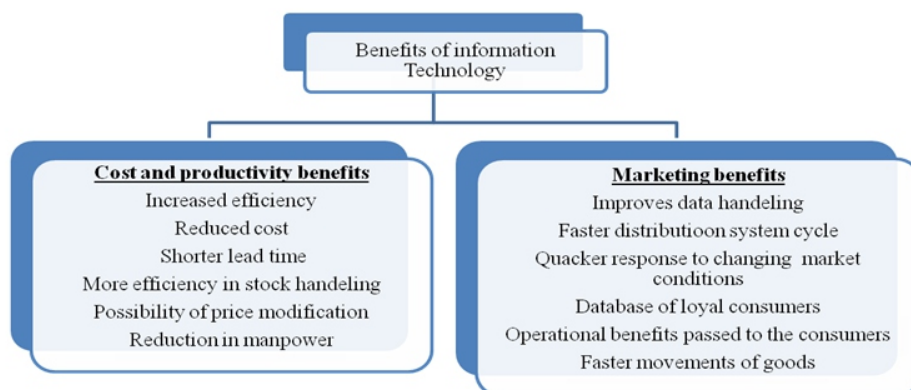 Benefits of information
Technology
Cost and productivity benefits
Increased efficiency
Reduced cost
Shorter lead time
More efficiency in stock handeling
Possibility of price modification
Reduction in manpower
Marketing benefits
Improves data handeling
Faster distributioon system cycle
Quacker response to changing market
conditions
Database of loyal consumers
Operational benefits passed to the consumers
Faster movements of goods